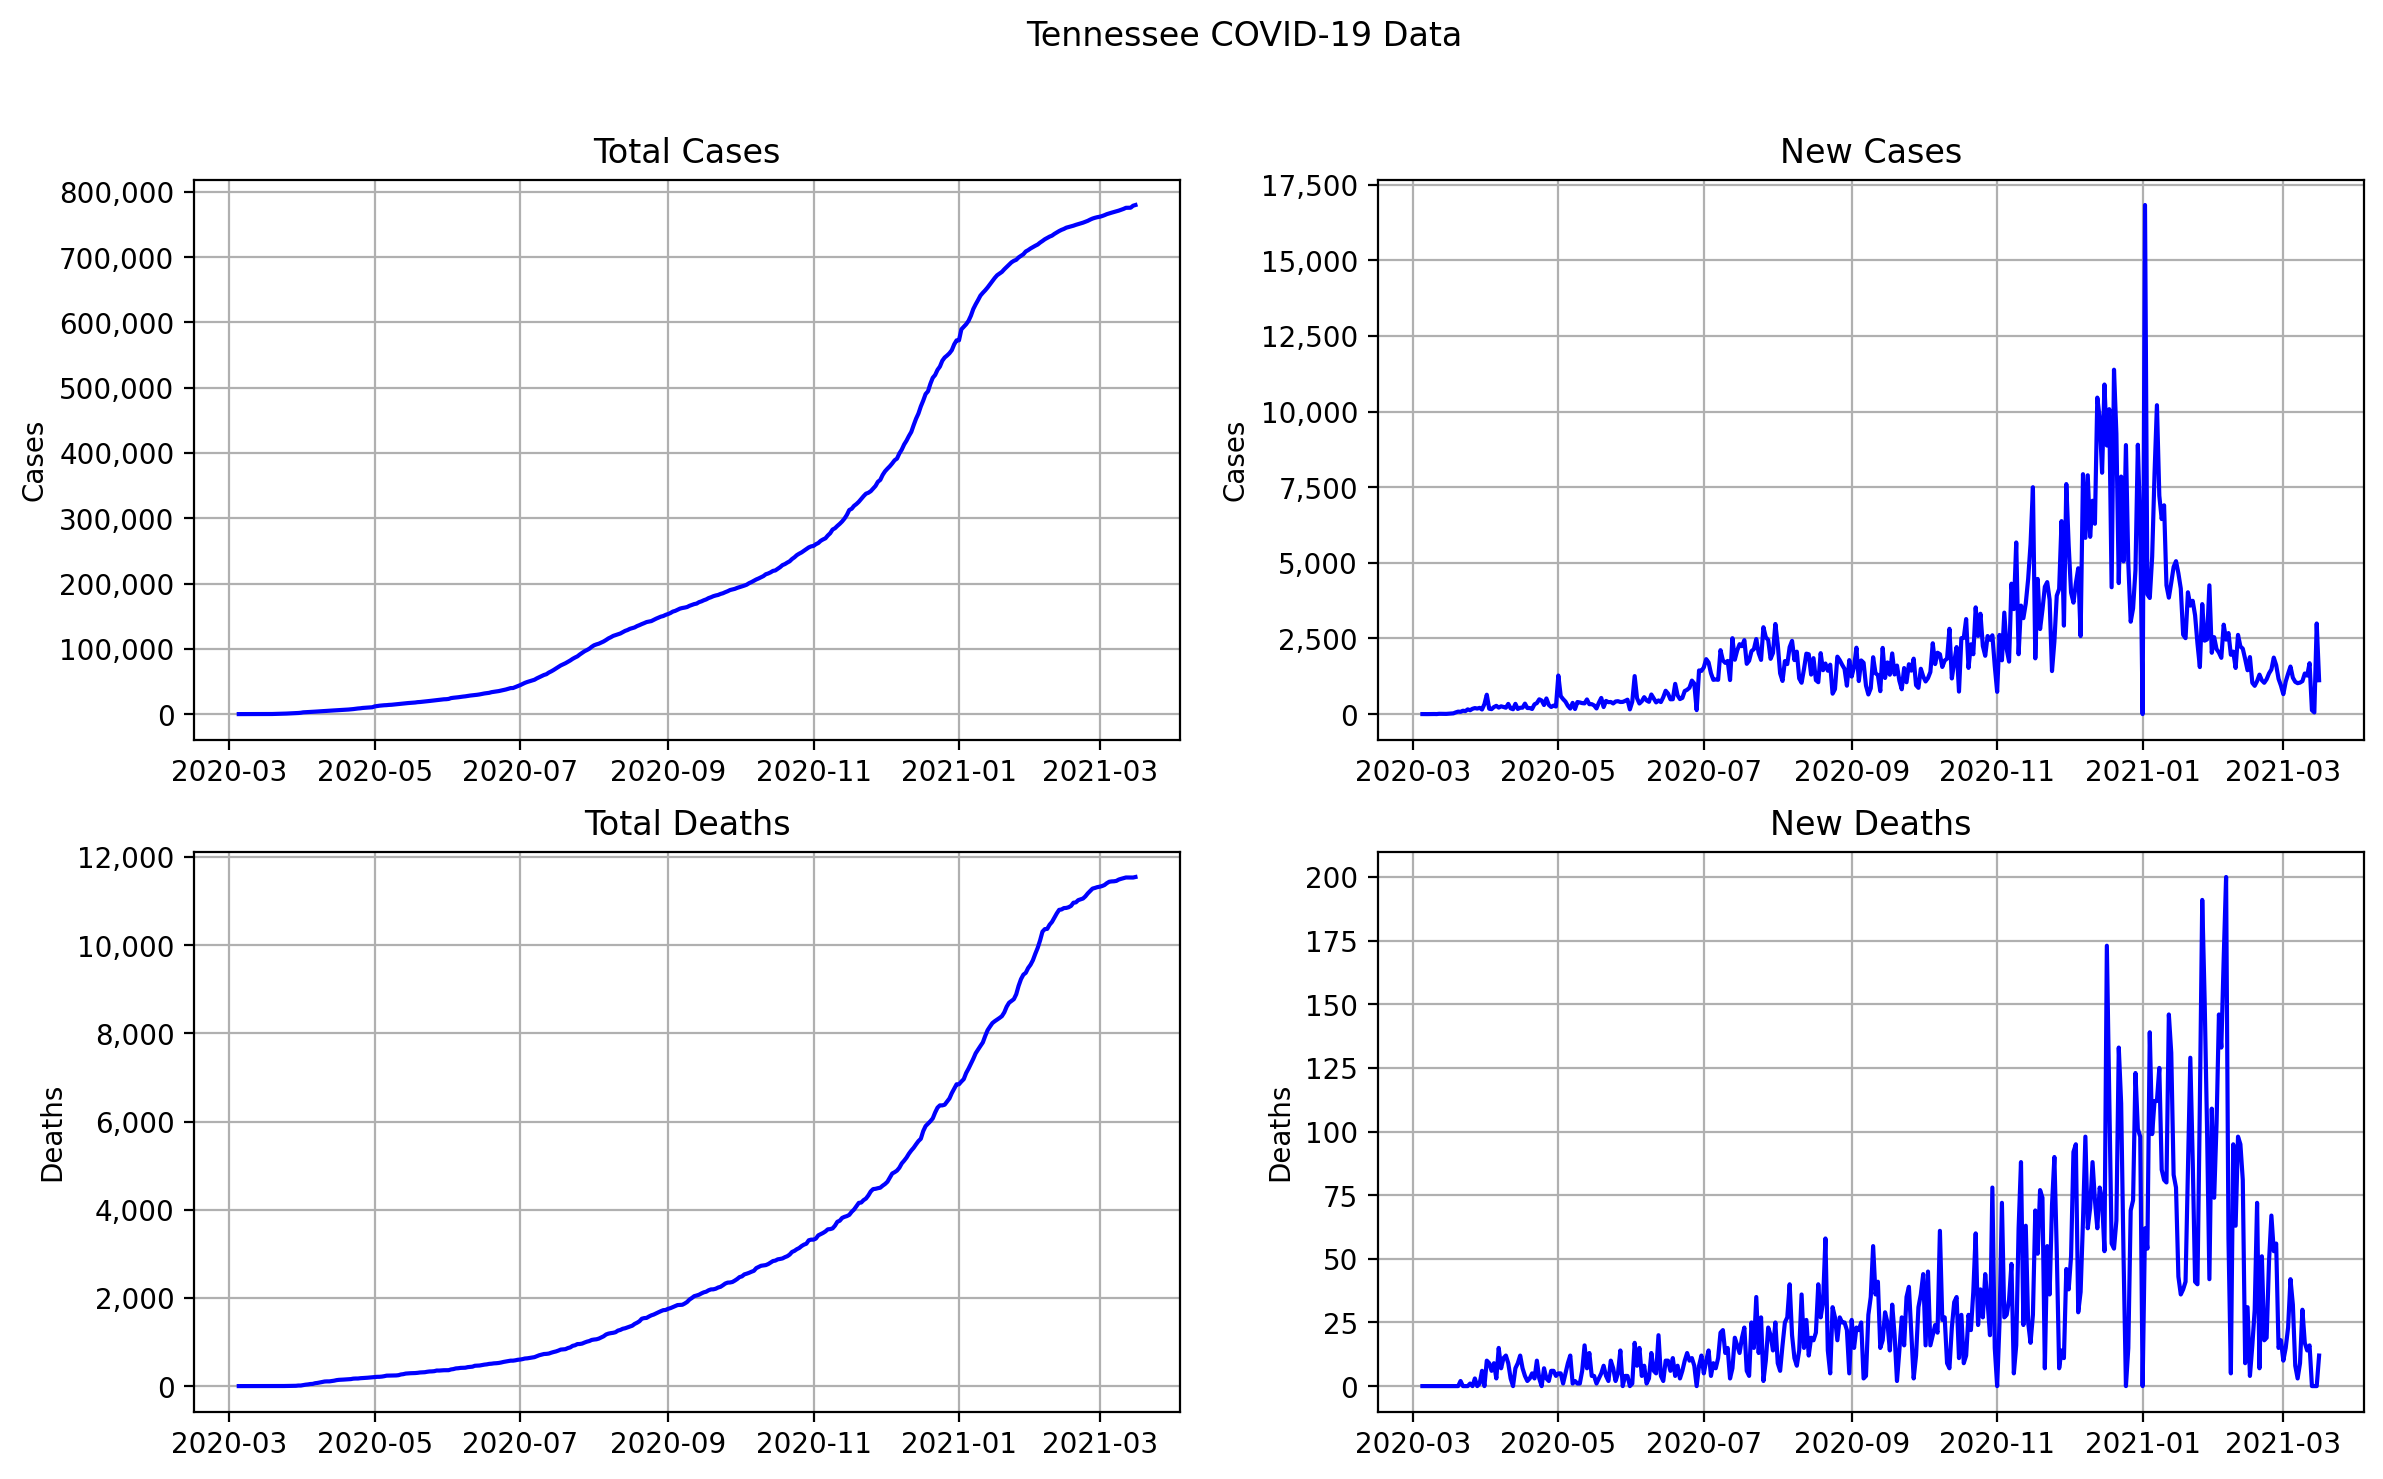 Tennessee COVID-19 Data
Total Cases
800,000
700,000
600,000
500,000
400,000
300,000
200,000
100,000
0
Cases
2020-03 2020-05 2020-07 2020-09 2020-11 2021-01 2021-03
New Cases
17,500
15,000
12,500
10,000
7,500
5,000
2,500
0
Cases
2020-03 2020-05 2020-07 2020-09 2020-11 2021-01 2021-03
Total Deaths
12,000
10,000
8,000
6,000
4,000
2,000
0
Deaths
2020-03 2020-05 2020-07 2020-09 2020-11 2021-01 2021-03
New Deaths
200
175
150
125
100
75
50
25
0
Deaths
2020-03 2020-05 2020-07 2020-09 2020-11 2021-01 2021-03